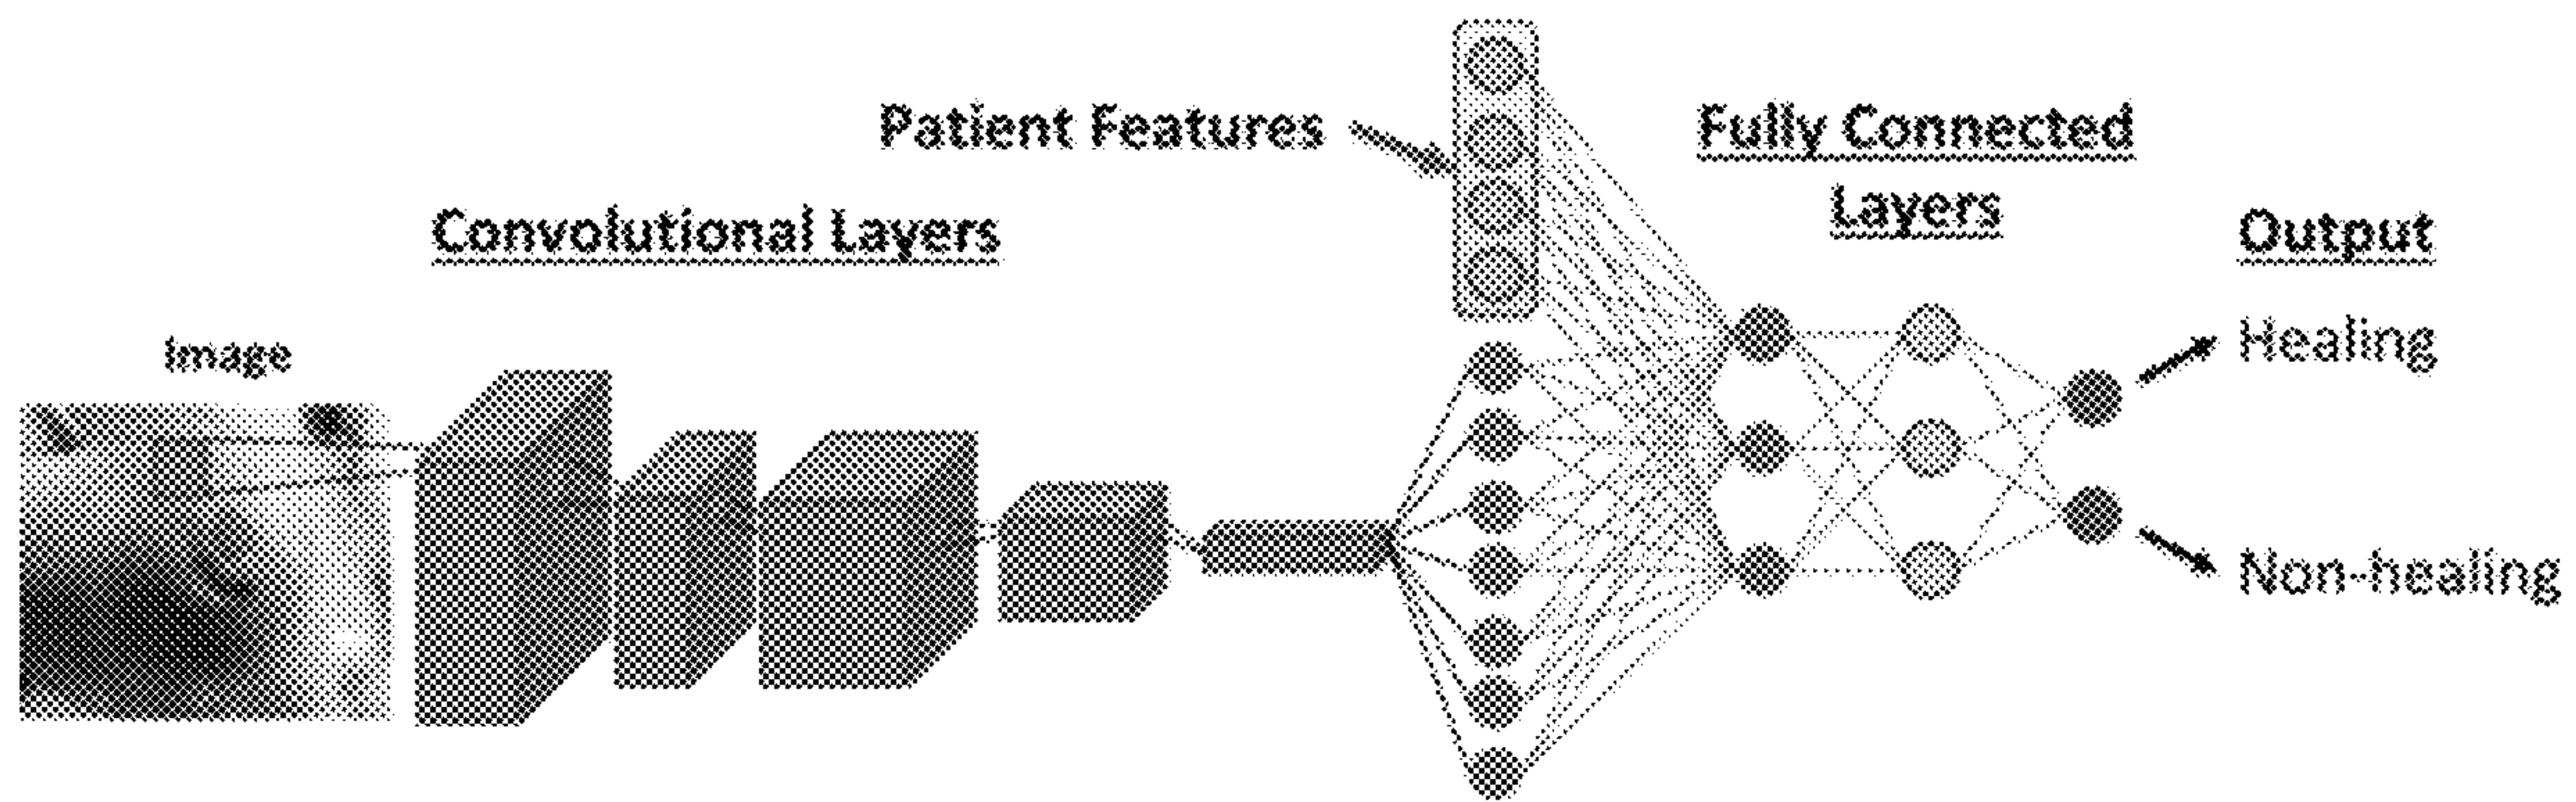 Patient Features
Fully Connected
Layers
Convolutional Layers
Output
Image
Healing
Non-healing